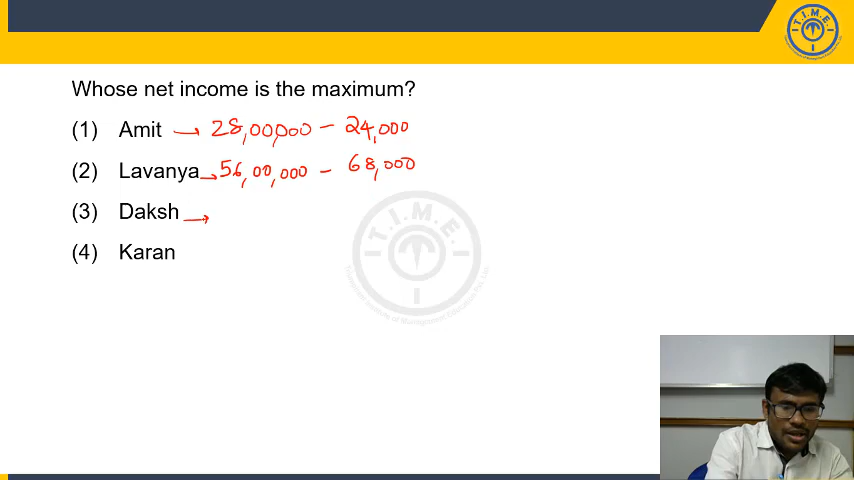 T.I.M.E.
Whose net income is the maximum?
(1) Amit → 28,00,000 – 24,000
(2) Lavanya → 56,00,000 – 68,000
(3) Daksh →
(4) Karan
T.I.M.E.